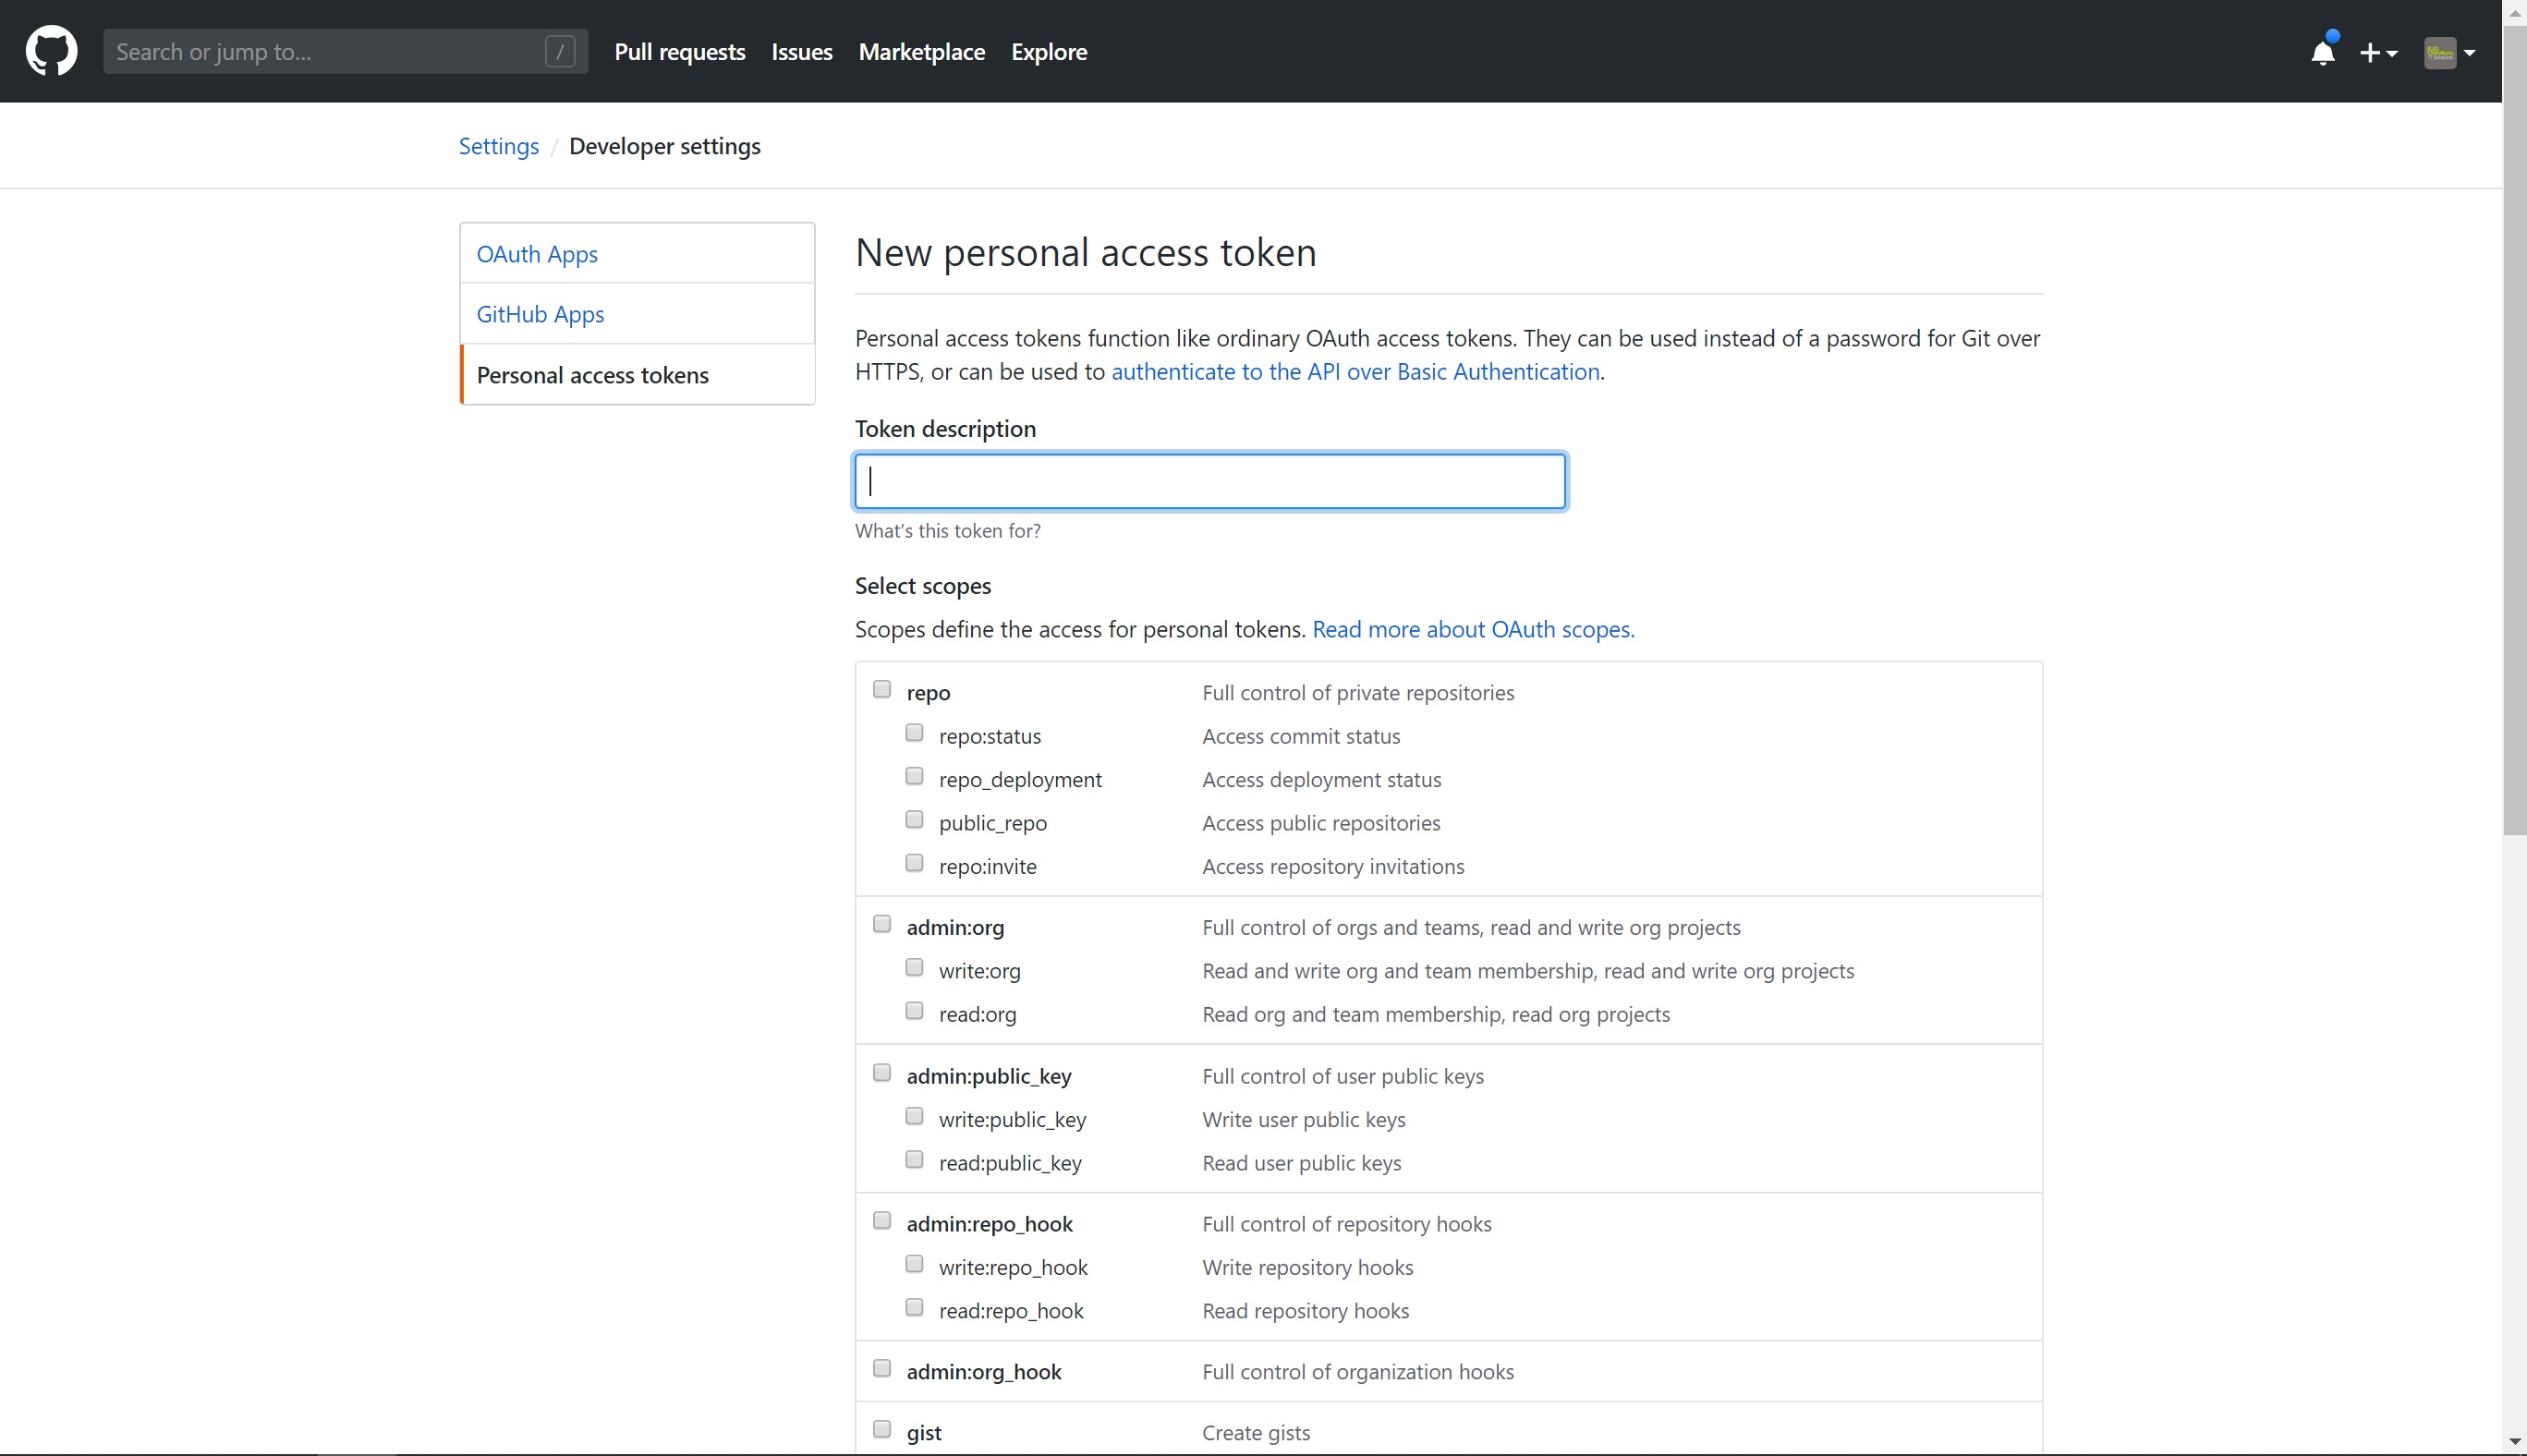 Search or jump to... /
Pull requests Issues Marketplace Explore
Settings / Developer settings
OAuth Apps
GitHub Apps
Personal access tokens
New personal access token
Personal access tokens function like ordinary OAuth access tokens. They can be used instead of a password for Git over
HTTPS, or can be used to authenticate to the API over Basic Authentication.
Token description
What's this token for?
Select scopes
Scopes define the access for personal tokens. Read more about OAuth scopes.
repo Full control of private repositories
repo:status Access commit status
repo_deployment Access deployment status
public_repo Access public repositories
repo:invite Access repository invitations
admin:org Full control of orgs and teams, read and write org projects
write:org Read and write org and team membership, read and write org projects
read:org Read org and team membership, read org projects
admin:public_key Full control of user public keys
write:public_key Write user public keys
read:public_key Read user public keys
admin:repo_hook Full control of repository hooks
write:repo_hook Write repository hooks
read:repo_hook Read repository hooks
admin:org_hook Full control of organization hooks
gist Create gists